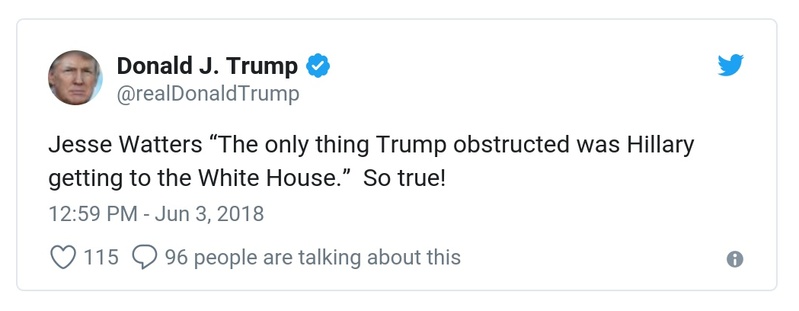 Donald J. Trump
@realDonaldTrump
Jesse Watters “The only thing Trump obstructed was Hillary
getting to the White House.”  So true!
12:59 PM - Jun 3, 2018
115 96 people are talking about this